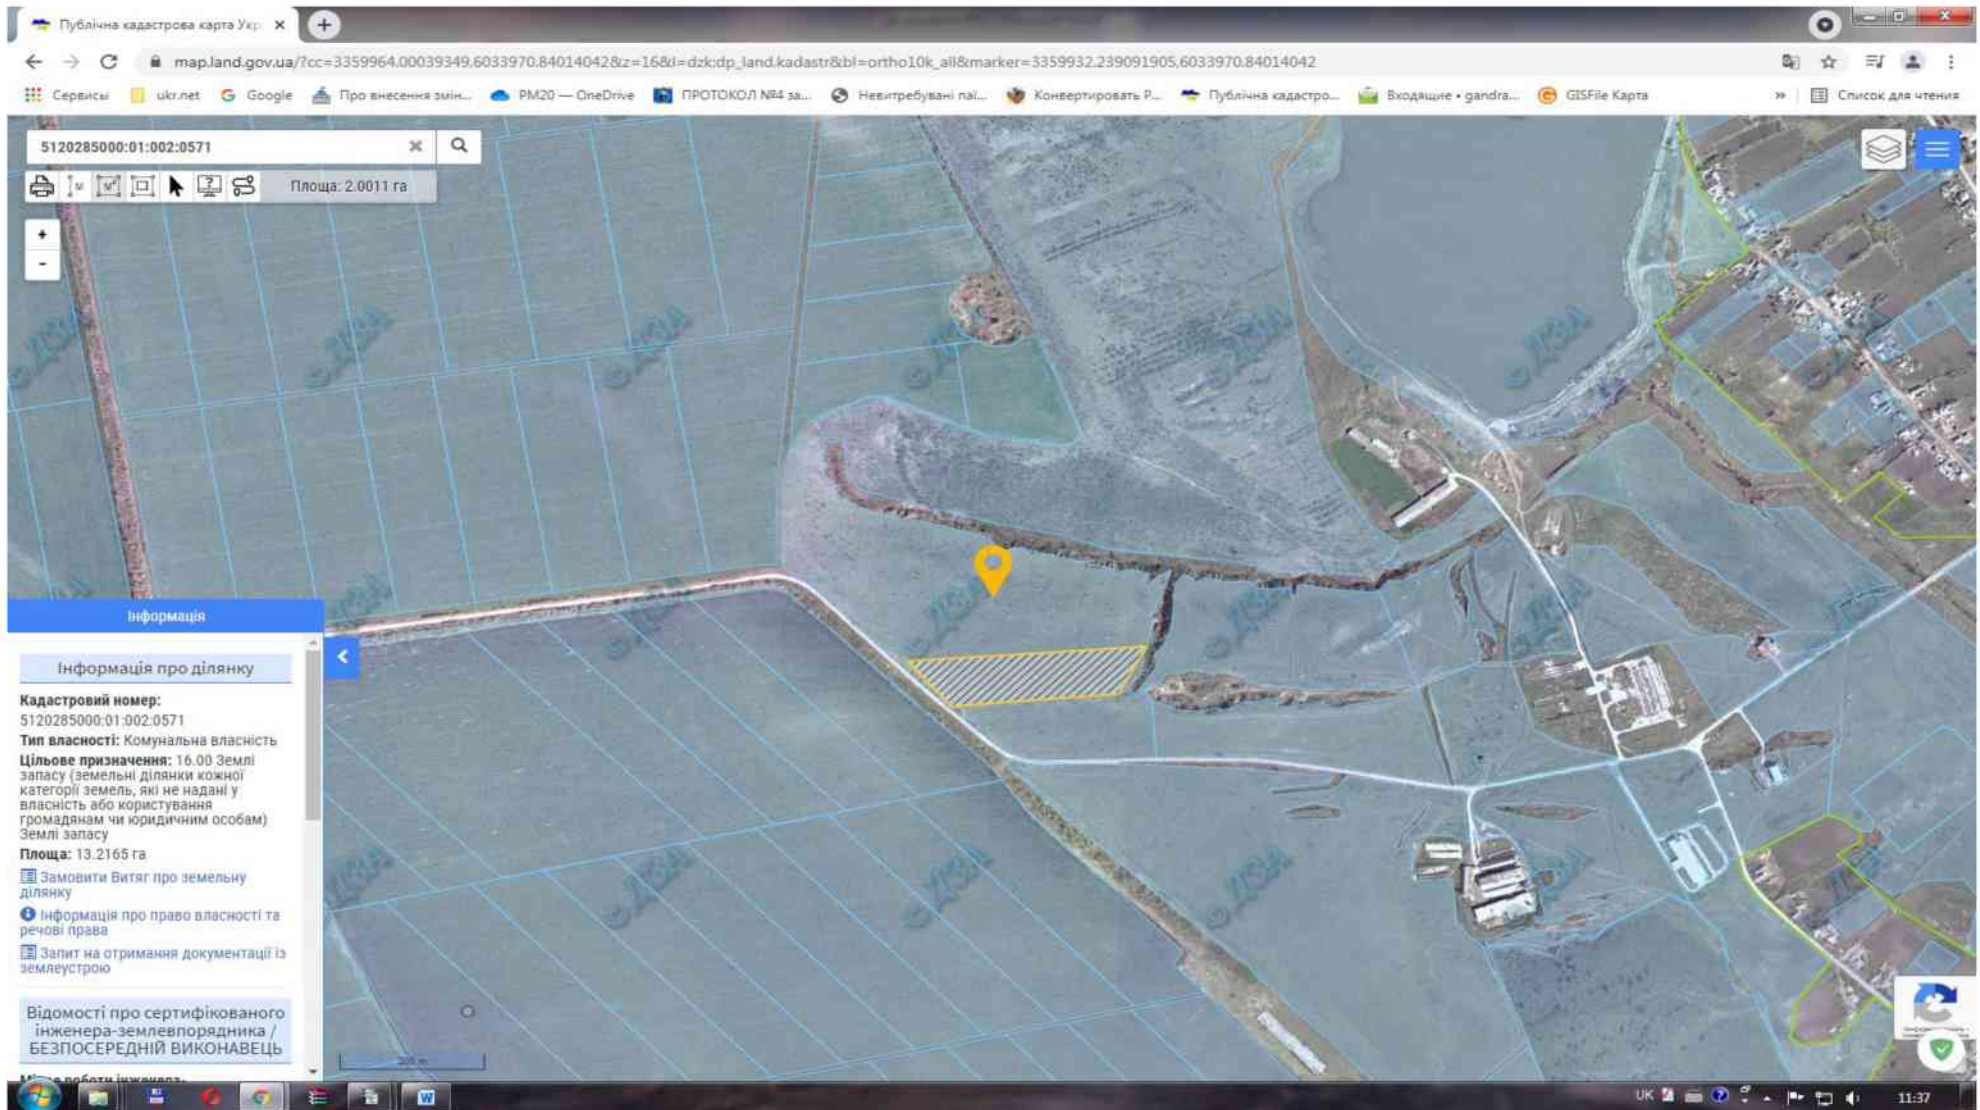 Публічна кадастрова карта Укр
map.land.gov.ua/?cc=3359964.00039349,6033970.84014042&z=16&l=dzk:dp_land,kadastr&bl=ortho10k_all&marker=3359932.239091905,6033970.84014042
Сервисы ukr.net Google Про внесення змін... PM20 — OneDrive ПРОТОКОЛ №4 за... Невитребувані паї... Конвертировать P... Публічна кадастро... Входящие • gandra... GISFile Карта » Список для чтения
5120285000:01:002:0571
Площа: 2.0011 га
+
-
© ДЗЗА
Інформація
Інформація про ділянку
Кадастровий номер:
5120285000:01:002:0571
Тип власності: Комунальна власність
Цільове призначення: 16.00 Землі
запасу (земельні ділянки кожної
категорії земель, які не надані у
власність або користування
громадянам чи юридичним особам)
Землі запасу
Площа: 13.2165 га
Замовити Витяг про земельну
ділянку
Інформація про право власності та
речові права
Запит на отримання документації із
землеустрою
Відомості про сертифікованого
інженера-землевпорядника /
БЕЗПОСЕРЕДНІЙ ВИКОНАВЕЦЬ
UK 11:37